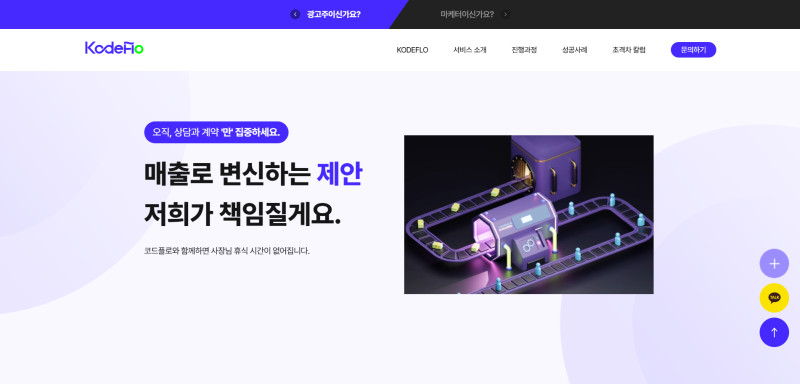 광고주이신가요?
마케터이신가요?
KodeFlo
KODEFLO
서비스 소개
진행과정
성공사례
초격차 칼럼
문의하기
오직, 상담과 계약 '만' 집중하세요.
매출로 변신하는 제안
저희가 책임질게요.
코드플로와 함께하면 사장님 휴식 시간이 없어집니다.
TALK